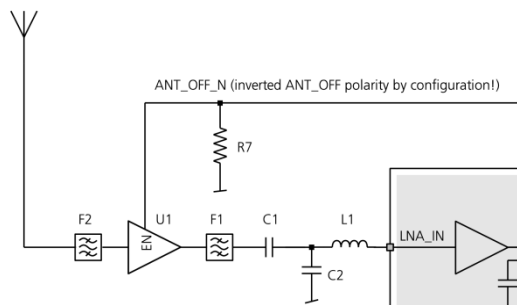 ANT_OFF_N (inverted ANT_OFF polarity by configuration!)
R7
F2
U1
F1
C1
L1
EN
LNA_IN
C2